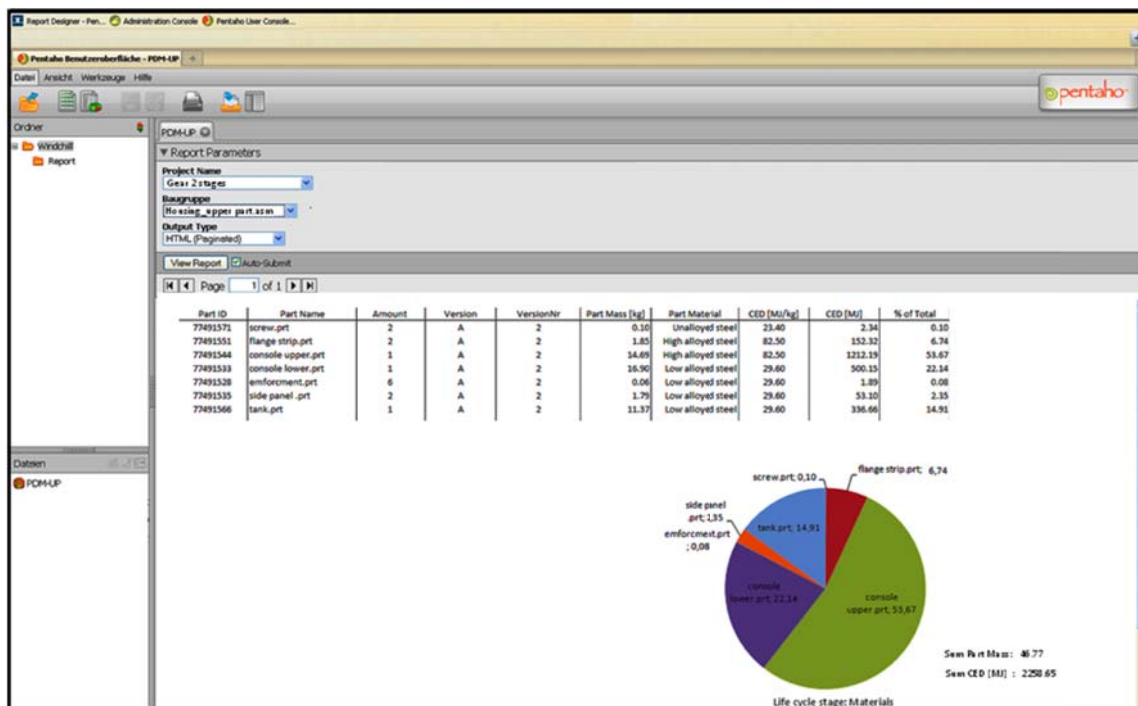 Report Designer - Pen... Administration Console Pentaho User Console...
Pentaho Benutzeroberfläche - PDM-UP +
Datei Ansicht Werkzeuge Hilfe
pentaho
Ordner
Windchill
Report
PDM-UP
Report Parameters
Project Name
Gear 2 stages
Baugruppe
Housing_upper part.asm
Output Type
HTML (Paginated)
View Report Auto-Submit
Page 1 of 1
Part ID Part Name Amount Version VersionNr Part Mass [kg] Part Material CED [MJ/kg] CED [MJ] % of Total
77491571 screw.prt 2 A 2 0.10 Unalloyed steel 23.40 2.34 0.10
77491551 flange strip.prt 2 A 2 1.85 High alloyed steel 82.50 152.32 6.74
77491544 console upper.prt 1 A 2 14.69 High alloyed steel 82.50 1212.19 53.67
77491533 console lower.prt 1 A 2 16.90 Low alloyed steel 29.60 500.15 22.14
77491528 emforcment.prt 6 A 2 0.06 Low alloyed steel 29.60 1.89 0.08
77491535 side panel .prt 2 A 2 1.79 Low alloyed steel 29.60 53.10 2.35
77491566 tank.prt 1 A 2 11.37 Low alloyed steel 29.60 336.66 14.91
Dateien
PDM-UP
screw.prt; 0,10
flange strip.prt; 6,74
side panel
.prt; 1,35
emforcment.prt
; 0,08
tank.prt; 14,91
console
lower.prt; 22,14
console
upper.prt; 53,67
Sum Part Mass: 46.77
Sum CED [MJ] : 2258.65
Life cycle stage: Materials